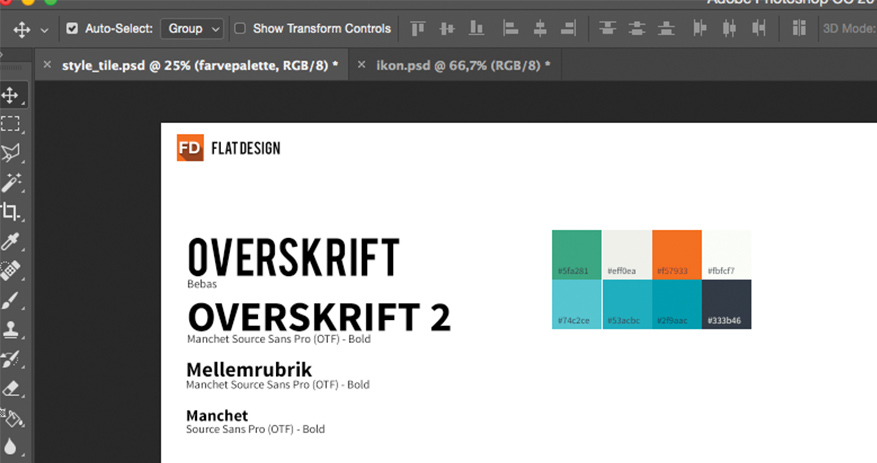 Adobe Photoshop CC 20
Auto-Select: Group Show Transform Controls 3D Mode:
style_tile.psd @ 25% (farvepalette, RGB/8) *
ikon.psd @ 66,7% (RGB/8) *
FD FLAT DESIGN
OVERSKRIFT
Bebas
OVERSKRIFT 2
Manchet Source Sans Pro (OTF) - Bold
Mellemrubrik
Manchet Source Sans Pro (OTF) - Bold
Manchet
Source Sans Pro (OTF) - Bold
#5fa281 #eff0ea #f57933 #fbfcf7
#74c2ce #53acbc #2f9aac #333b46